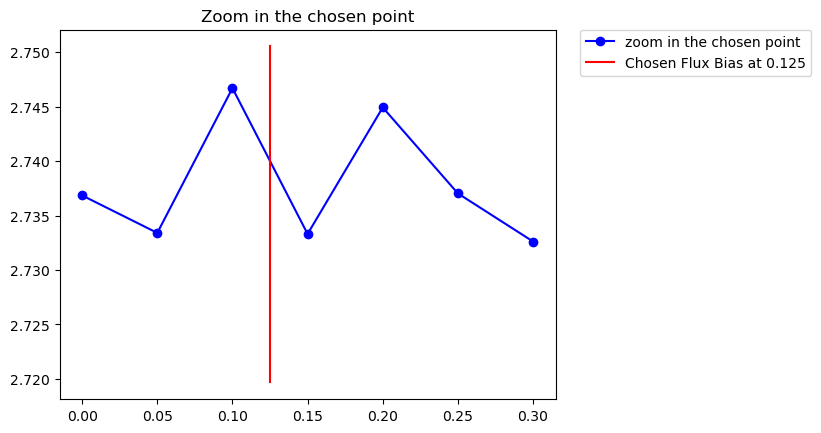 Zoom in the chosen point
zoom in the chosen point
Chosen Flux Bias at 0.125
2.750
2.745
2.740
2.735
2.730
2.725
2.720
0.00 0.05 0.10 0.15 0.20 0.25 0.30